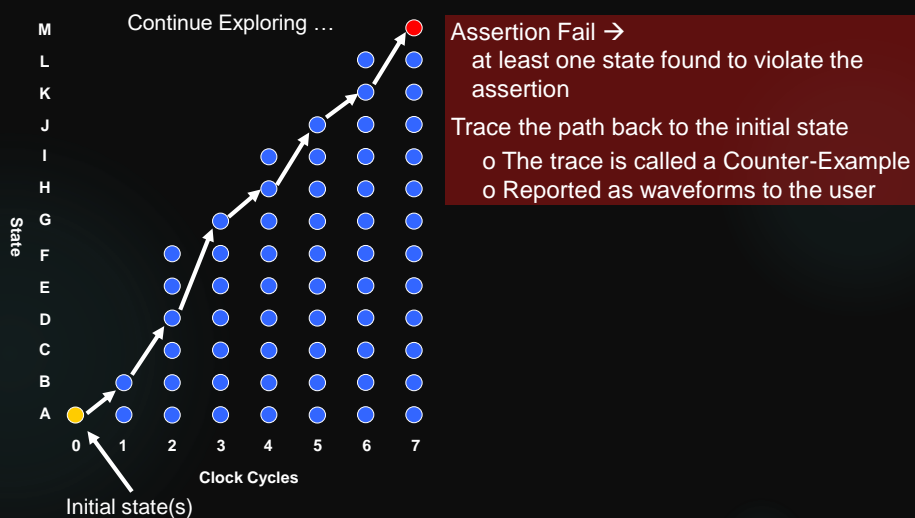 Continue Exploring …
M
L
K
J
I
H
G
F
E
D
C
B
A
State
0 1 2 3 4 5 6 7
Clock Cycles
Initial state(s)
Assertion Fail →
at least one state found to violate the
assertion
Trace the path back to the initial state
o The trace is called a Counter-Example
o Reported as waveforms to the user